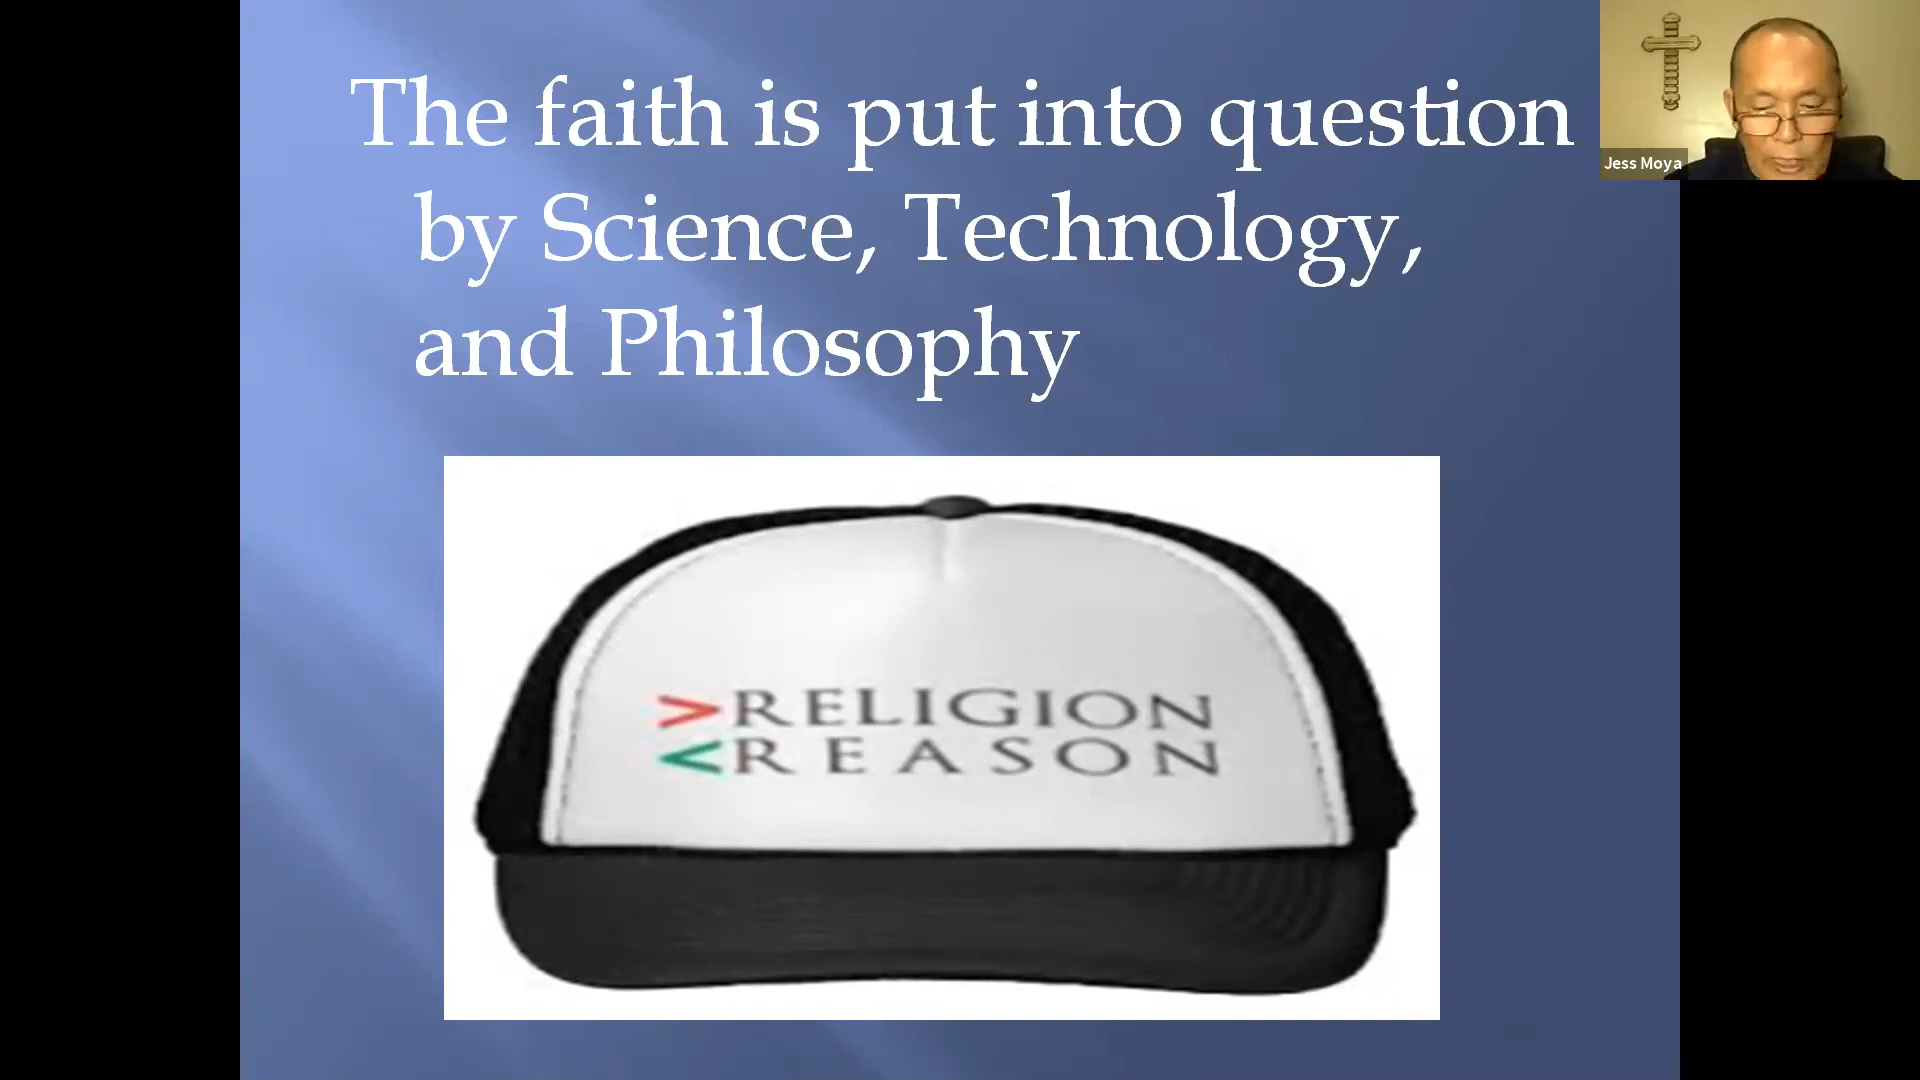 The faith is put into question
by Science, Technology,
and Philosophy
Jess Moya
>RELIGION
<REASON